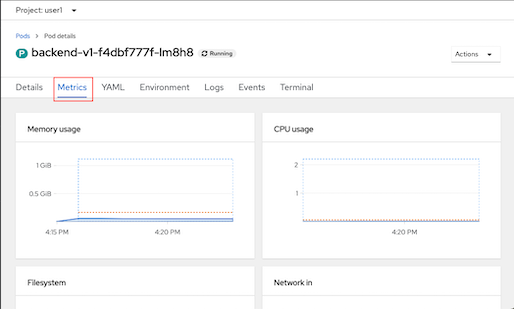 Project: user1
Pods > Pod details
P backend-v1-f4dbf777f-lm8h8 Running
Actions
Details Metrics YAML Environment Logs Events Terminal
Memory usage
1 GiB
0.5 GiB
4:15 PM 4:20 PM
CPU usage
2
1
4:20 PM
Filesystem
Network in